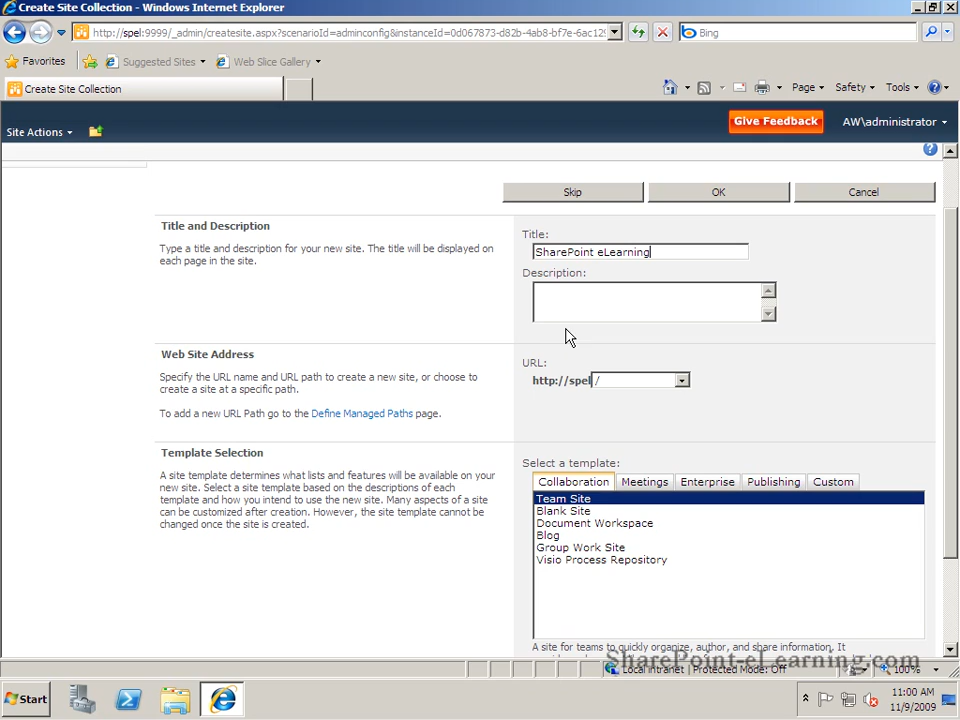 Create Site Collection - Windows Internet Explorer
http://spel:9999/_admin/createsite.aspx?scenarioId=adminconfig&instanceId=0d067873-d82b-4ab8-bf7e-6ac129
Bing
Favorites
Suggested Sites
Web Slice Gallery
Create Site Collection
Page
Safety
Tools
Site Actions
Give Feedback
AW\administrator
Skip
OK
Cancel
Title and Description
Type a title and description for your new site. The title will be displayed
on each page in the site.
Title:
SharePoint eLearning
Description:
Web Site Address
Specify the URL name and URL path to create a new site, or choose to
create a site at a specific path.
To add a new URL Path go to the Define Managed Paths page.
URL:
http://spel /
Template Selection
A site template determines what lists and features will be available on your
new site. Select a site template based on the descriptions of each
template and how you intend to use the new site. Many aspects of a site
can be customized after creation. However, the site template cannot be
changed once the site is created.
Select a template:
Collaboration Meetings Enterprise Publishing Custom
Team Site
Blank Site
Document Workspace
Blog
Group Work Site
Visio Process Repository
A site for teams to quickly organize, author, and share information. It
SharePoint-eLearning.com
Local intranet | Protected Mode: Off
100%
Start
11:00 AM
11/9/2009